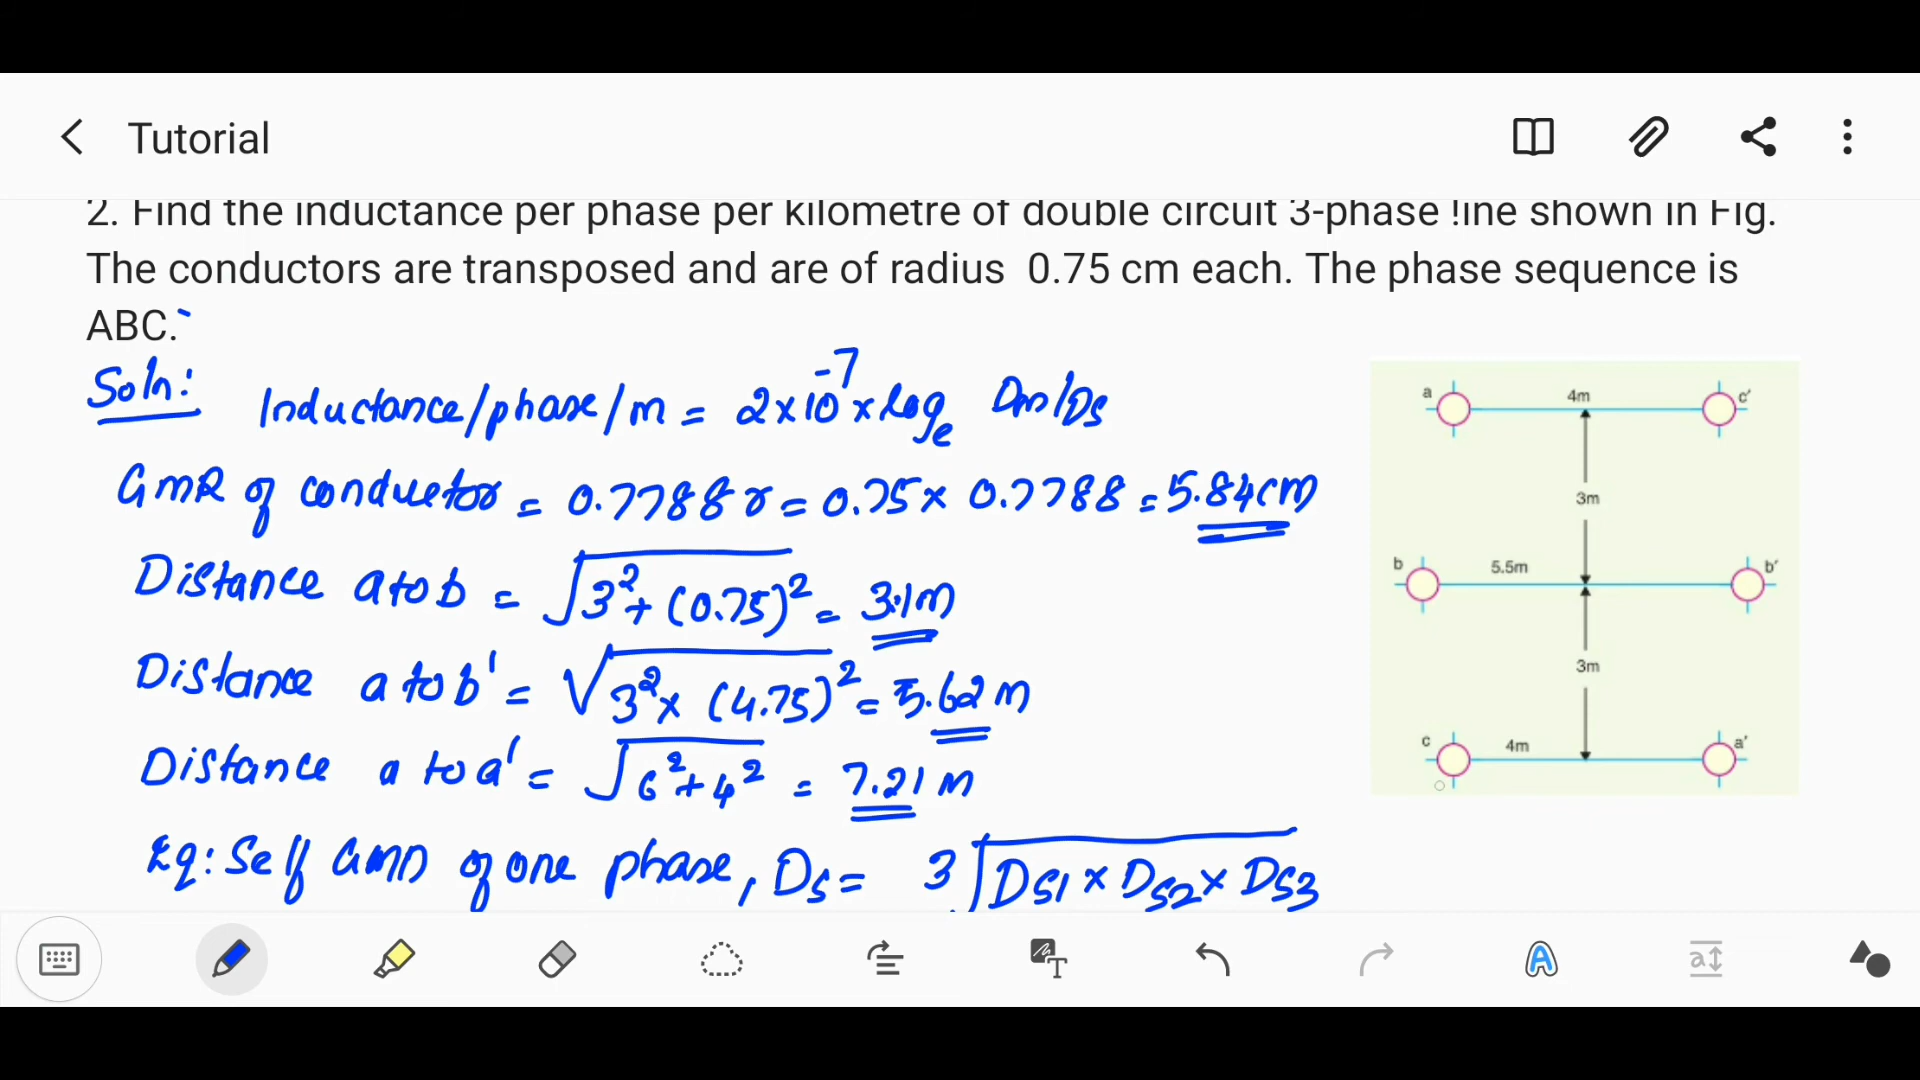 Tutorial
2. Find the inductance per phase per kilometre of double circuit 3-phase !ine shown in Fig.
The conductors are transposed and are of radius 0.75 cm each. The phase sequence is
ABC.
Soln:
Inductance/phase/m = 2×10⁻⁷ × logₑ Dm/Ds
GMR of conductor = 0.7788 r = 0.75 × 0.7788 = 5.84cm
Distance a to b = √3² + (0.75)² = 3.1m
Distance a to b' = √3² × (4.75)² = 5.62 m
Distance a to a' = √6² + 4² = 7.21 m
Eq: Self GMD of one phase, Ds = 3√Ds1 × Ds2 × Ds3
a 4m c'
3m
b 5.5m b'
3m
c 4m a'